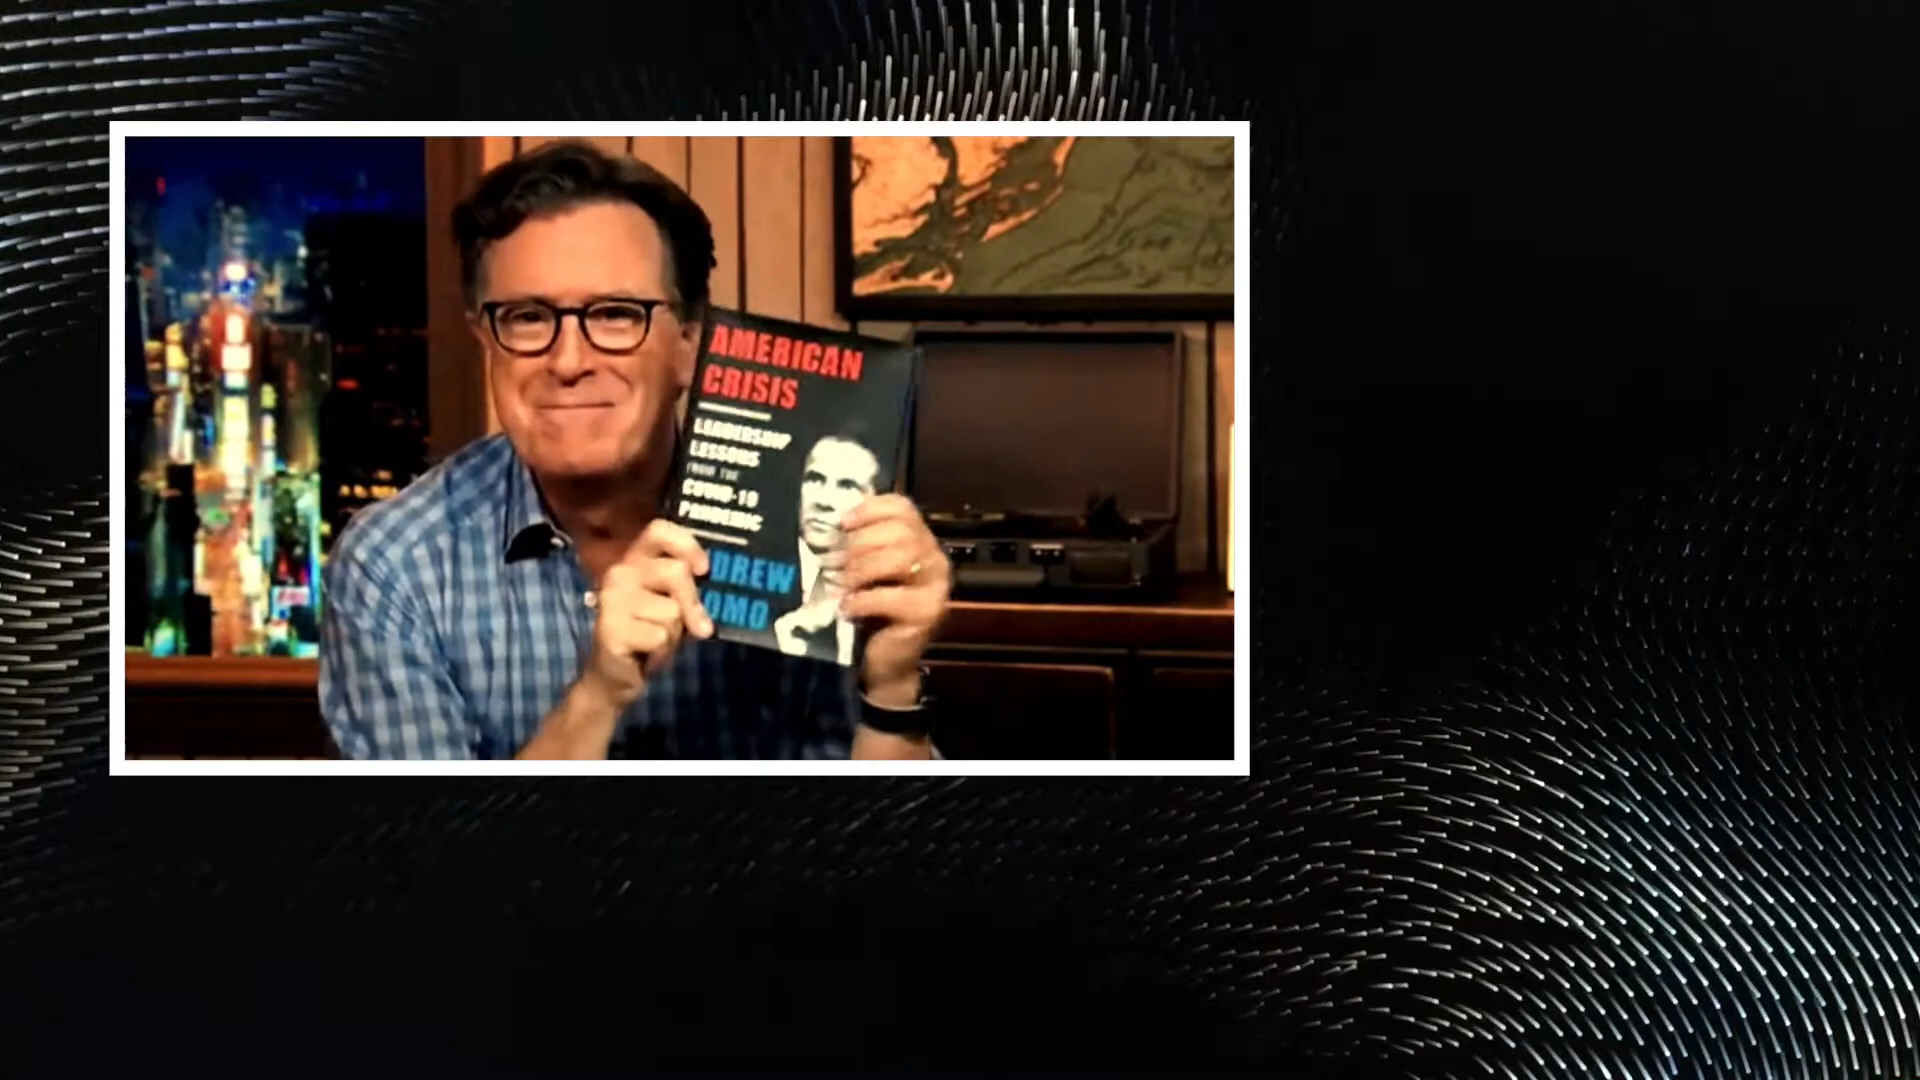 AMERICAN
CRISIS
LEADERSHIP
LESSONS
FROM THE
COVID-19
PANDEMIC
DREW
OMO